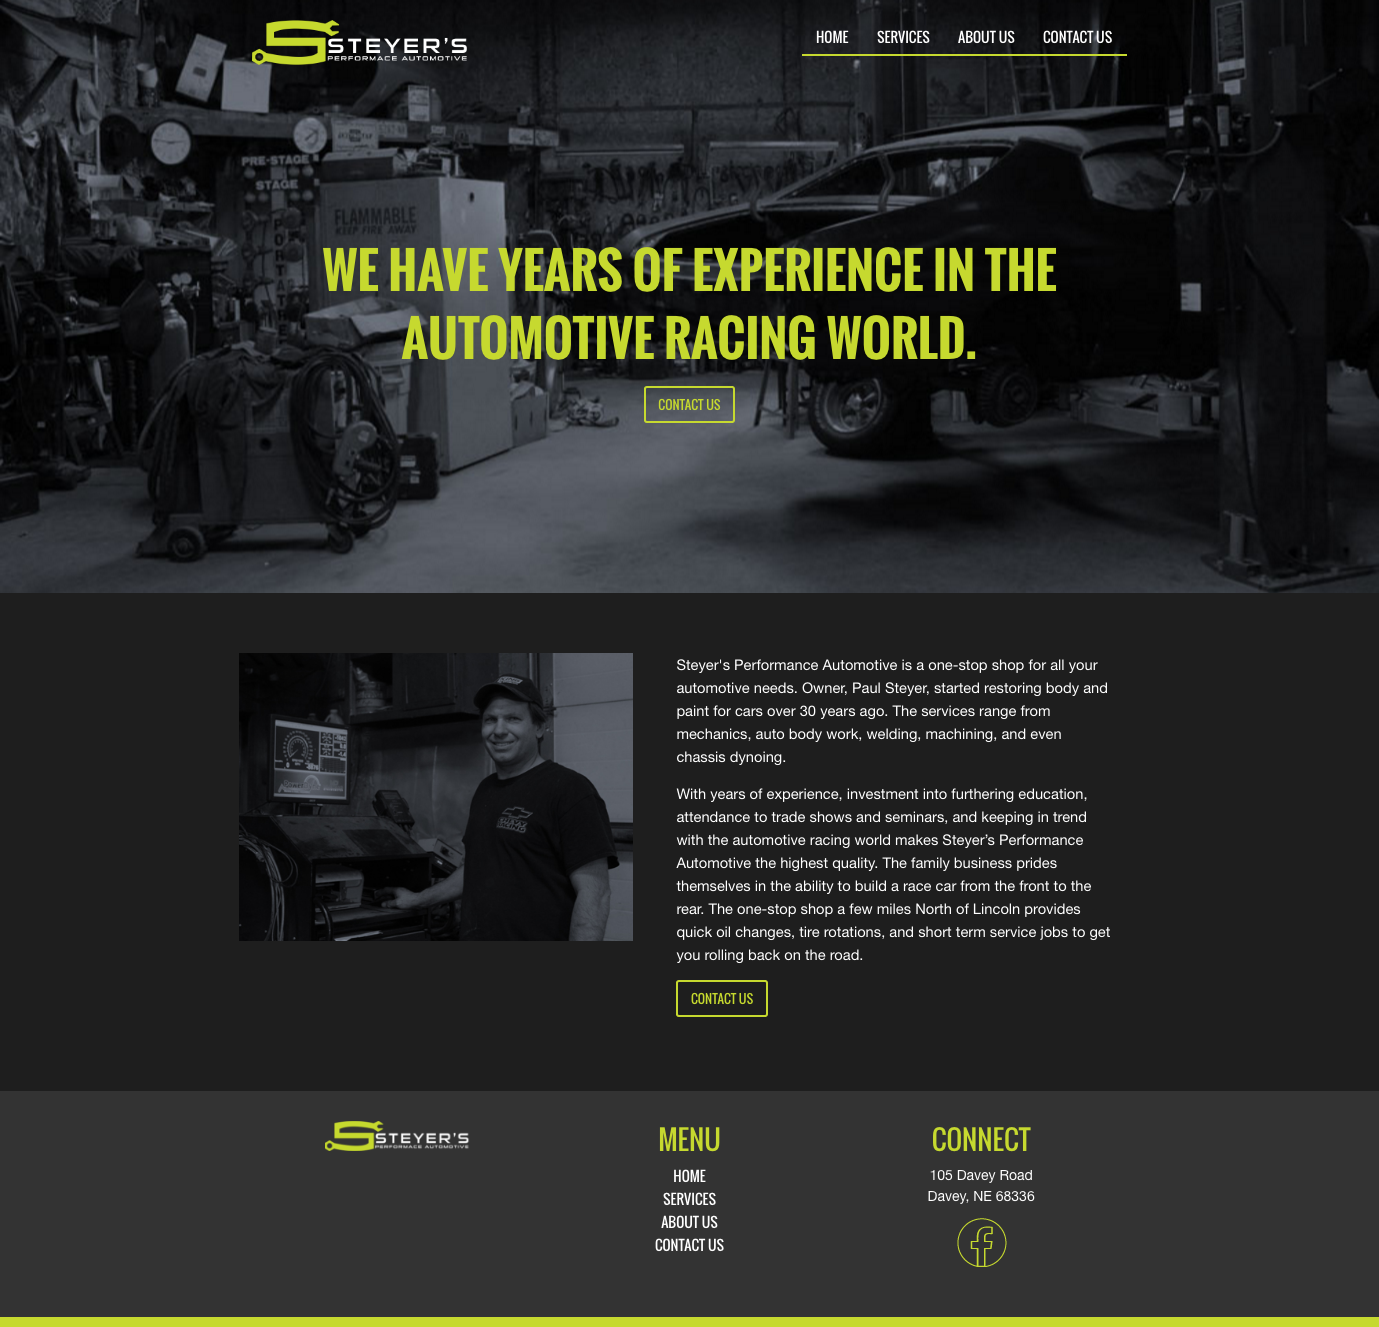 STEYER'S
PERFORMACE AUTOMOTIVE
HOME SERVICES ABOUT US CONTACT US
PRE-STAGE
STAGE
FLAMMABLE
KEEP FIRE AWAY
WE HAVE YEARS OF EXPERIENCE IN THE
AUTOMOTIVE RACING WORLD.
CONTACT US
Steyer's Performance Automotive is a one-stop shop for all your
automotive needs. Owner, Paul Steyer, started restoring body and
paint for cars over 30 years ago. The services range from
mechanics, auto body work, welding, machining, and even
chassis dynoing.
With years of experience, investment into furthering education,
attendance to trade shows and seminars, and keeping in trend
with the automotive racing world makes Steyer’s Performance
Automotive the highest quality. The family business prides
themselves in the ability to build a race car from the front to the
rear. The one-stop shop a few miles North of Lincoln provides
quick oil changes, tire rotations, and short term service jobs to get
you rolling back on the road.
CONTACT US
STEYER'S
PERFORMACE AUTOMOTIVE
MENU
HOME
SERVICES
ABOUT US
CONTACT US
CONNECT
105 Davey Road
Davey, NE 68336